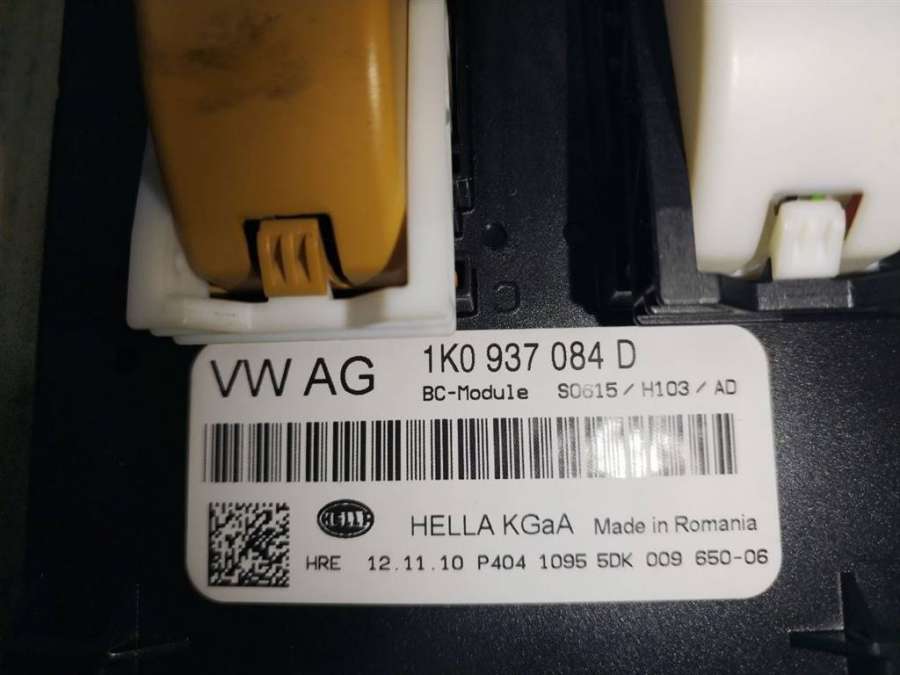 C
VW AG 1K0 937 084 D
BC-Module S0615/ H103/ AD
HELLA HELLA KGaA Made in Romania
HRE 12.11.10 P404 1095 5DK 009 650-06